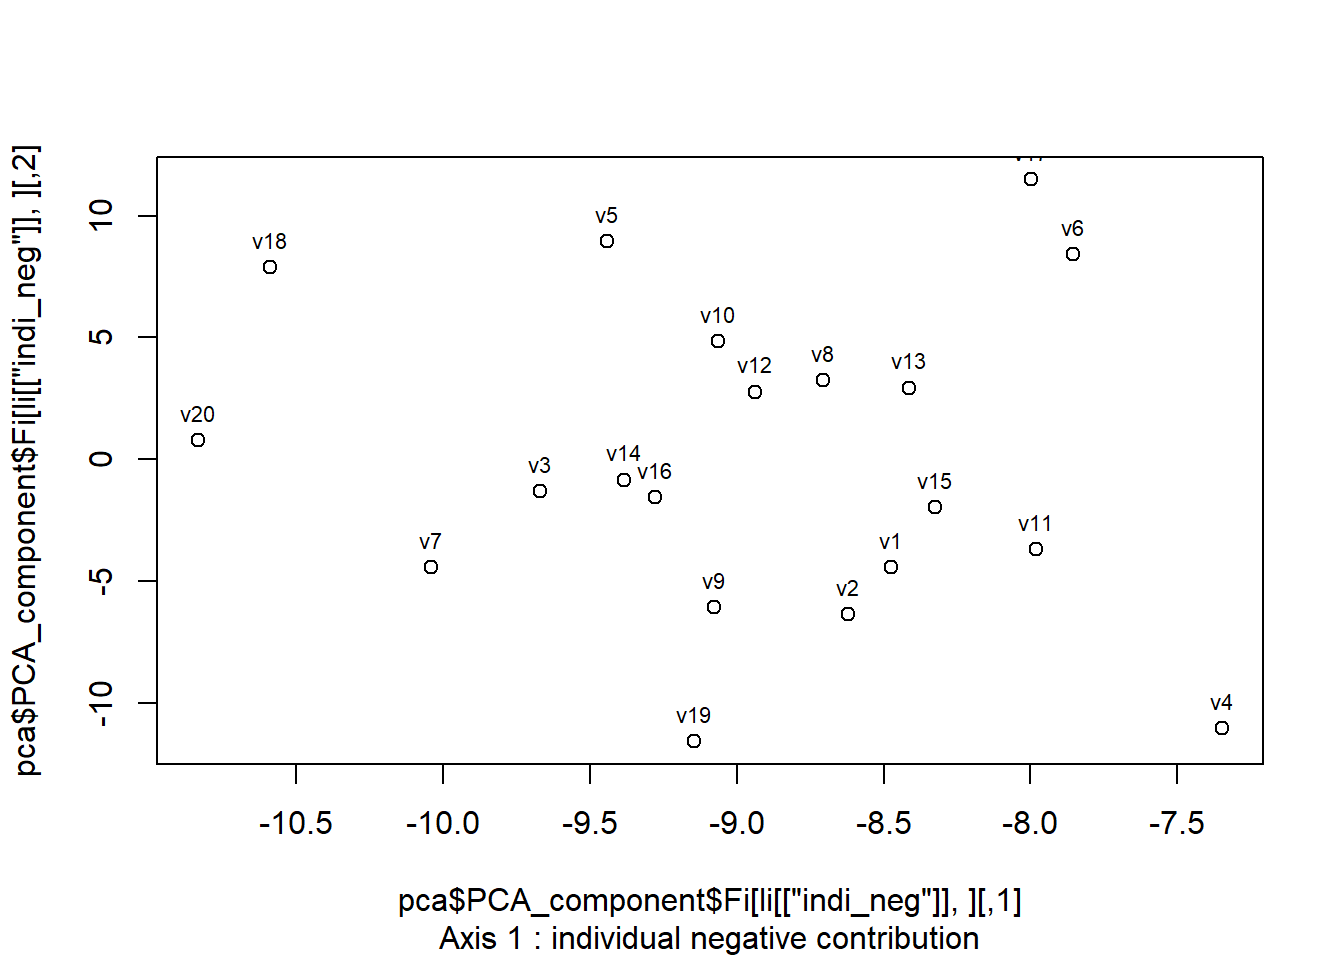 pca$PCA_component$Fi[li[["indi_neg"]], ][,2]
10
5
0
-5
-10
v5
v6
v18
v10
v8
v13
v12
v20
v14
v3
v16
v15
v11
v7
v1
v9
v2
v19
v4
-10.5 -10.0 -9.5 -9.0 -8.5 -8.0 -7.5
pca$PCA_component$Fi[li[["indi_neg"]], ][,1]
Axis 1 : individual negative contribution